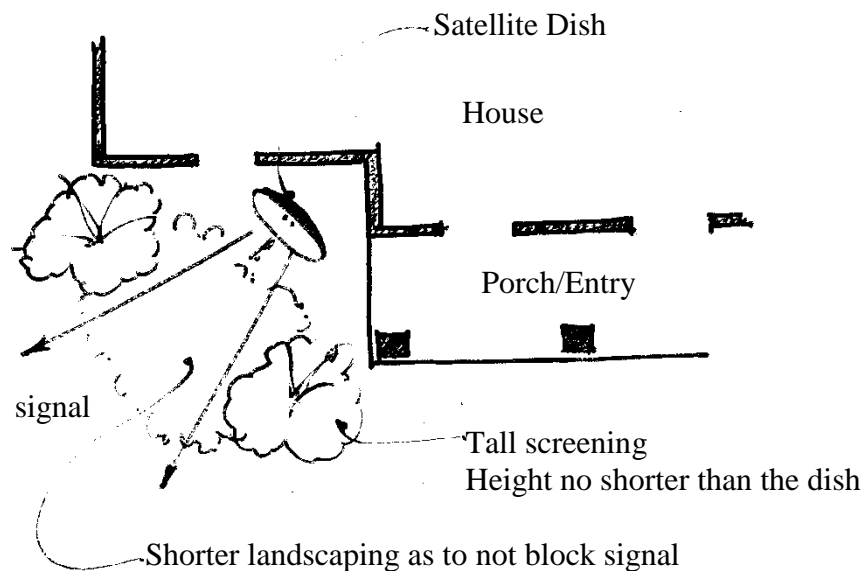 Satellite Dish
House
Porch/Entry
signal
Tall screening
Height no shorter than the dish
Shorter landscaping as to not block signal